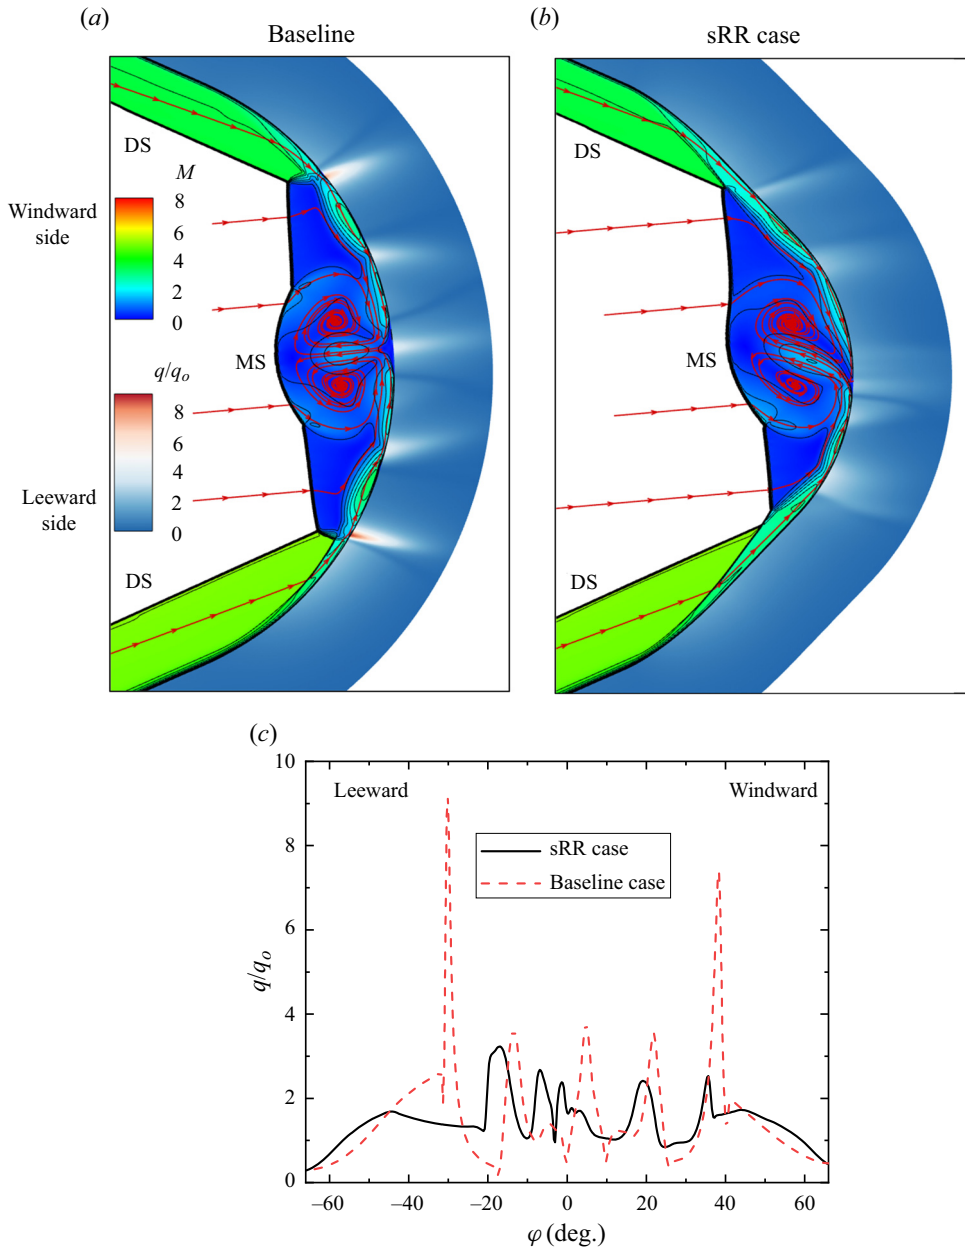 (a)
Baseline
(b)
sRR case
DS
M
8
6
4
2
0
Windward
side
MS
q/qo
8
6
4
2
0
Leeward
side
DS
DS
MS
DS
(c)
10
8
6
4
2
0
q/qo
Leeward
Windward
sRR case
Baseline case
−60 −40 −20 0 20 40 60
φ (deg.)